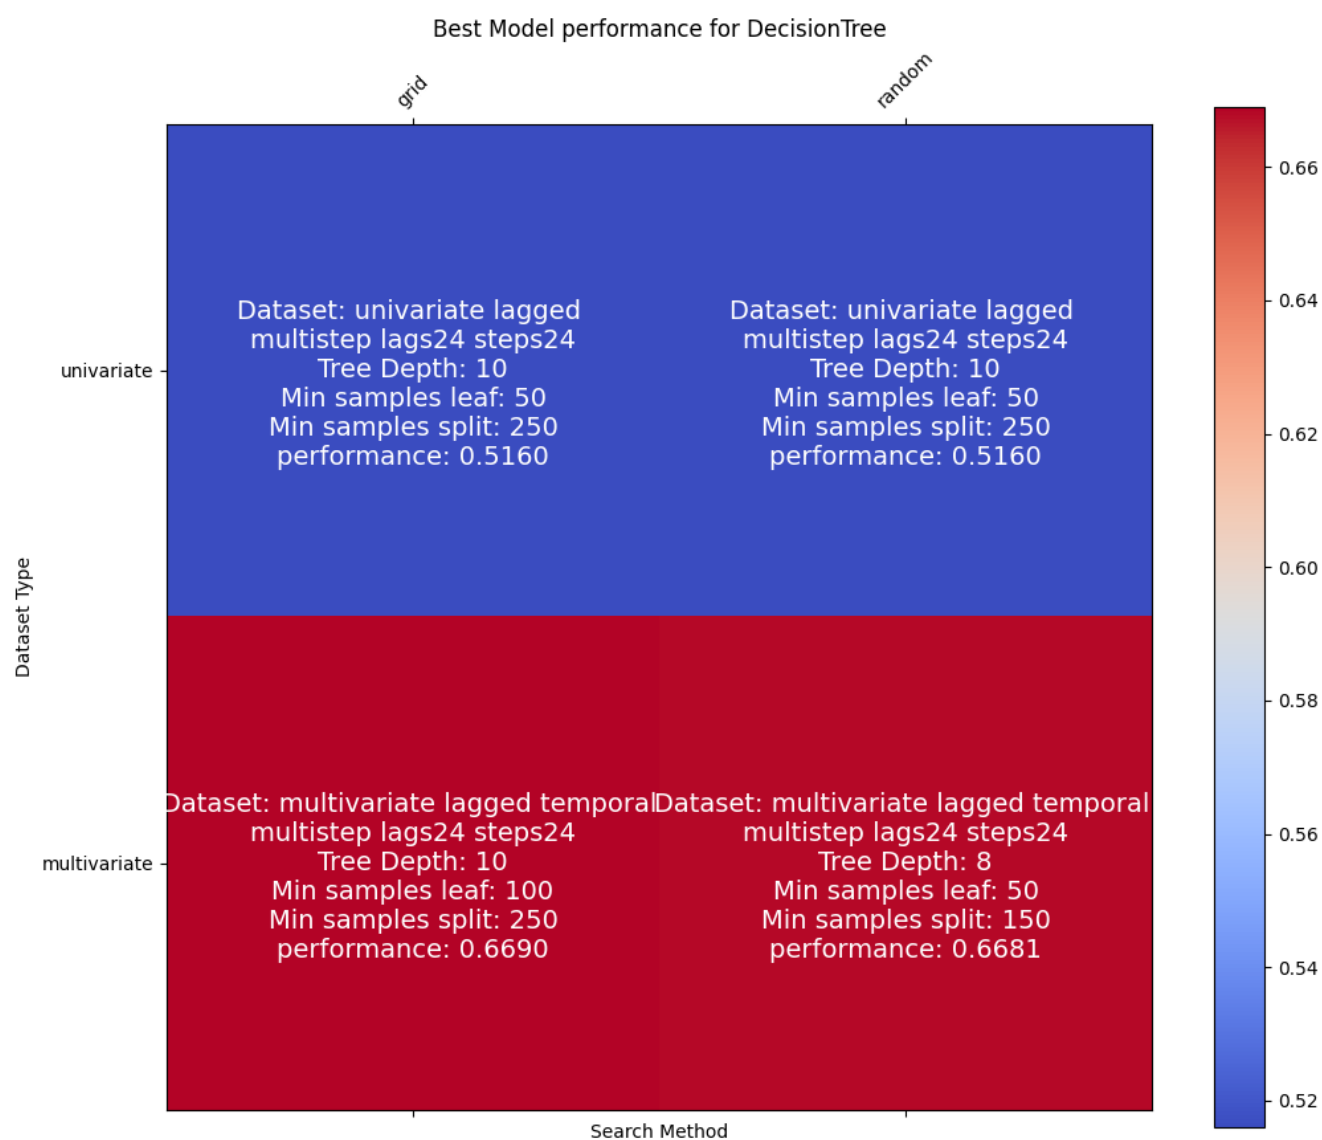 Best Model performance for DecisionTree
grid
random
univariate
multivariate
Dataset Type
Search Method
Dataset: univariate lagged
multistep lags24 steps24
Tree Depth: 10
Min samples leaf: 50
Min samples split: 250
performance: 0.5160
Dataset: univariate lagged
multistep lags24 steps24
Tree Depth: 10
Min samples leaf: 50
Min samples split: 250
performance: 0.5160
Dataset: multivariate lagged temporal
multistep lags24 steps24
Tree Depth: 10
Min samples leaf: 100
Min samples split: 250
performance: 0.6690
Dataset: multivariate lagged temporal
multistep lags24 steps24
Tree Depth: 8
Min samples leaf: 50
Min samples split: 150
performance: 0.6681
0.66
0.64
0.62
0.60
0.58
0.56
0.54
0.52